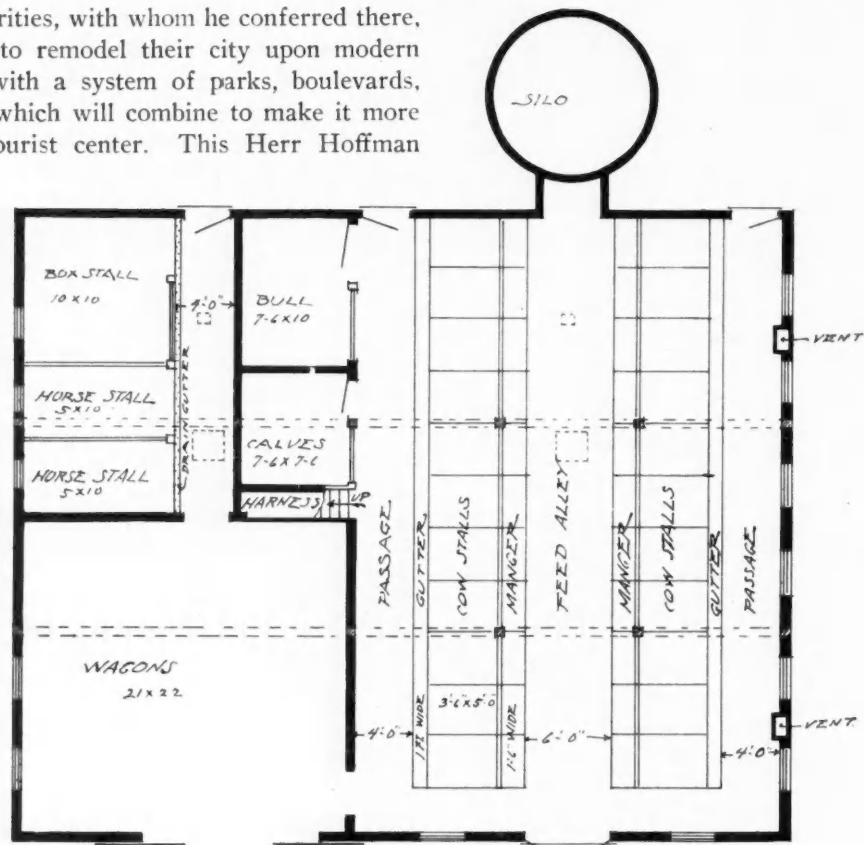 rities, with whom he conferred there,
to remodel their city upon modern
with a system of parks, boulevards,
which will combine to make it more
ourist center. This Herr Hoffman
SILO
BOX STALL
10 X 10
4'-0"
BULL
7-6 X 10
VENT
DRAIN GUTTER
HORSE STALL
5 X 10
CALVES
7-6 X 7-6
HORSE STALL
5 X 10
HARNESS
UP
PASSAGE
GUTTER
COW STALLS
MANGER
FEED ALLEY
MANGER
COW STALLS
GUTTER
PASSAGE
WAGONS
21 X 22
3'-6" X 5'-0"
4'-0"
WIDE
1'-6" WIDE
6'-0"
4'-0"
VENT